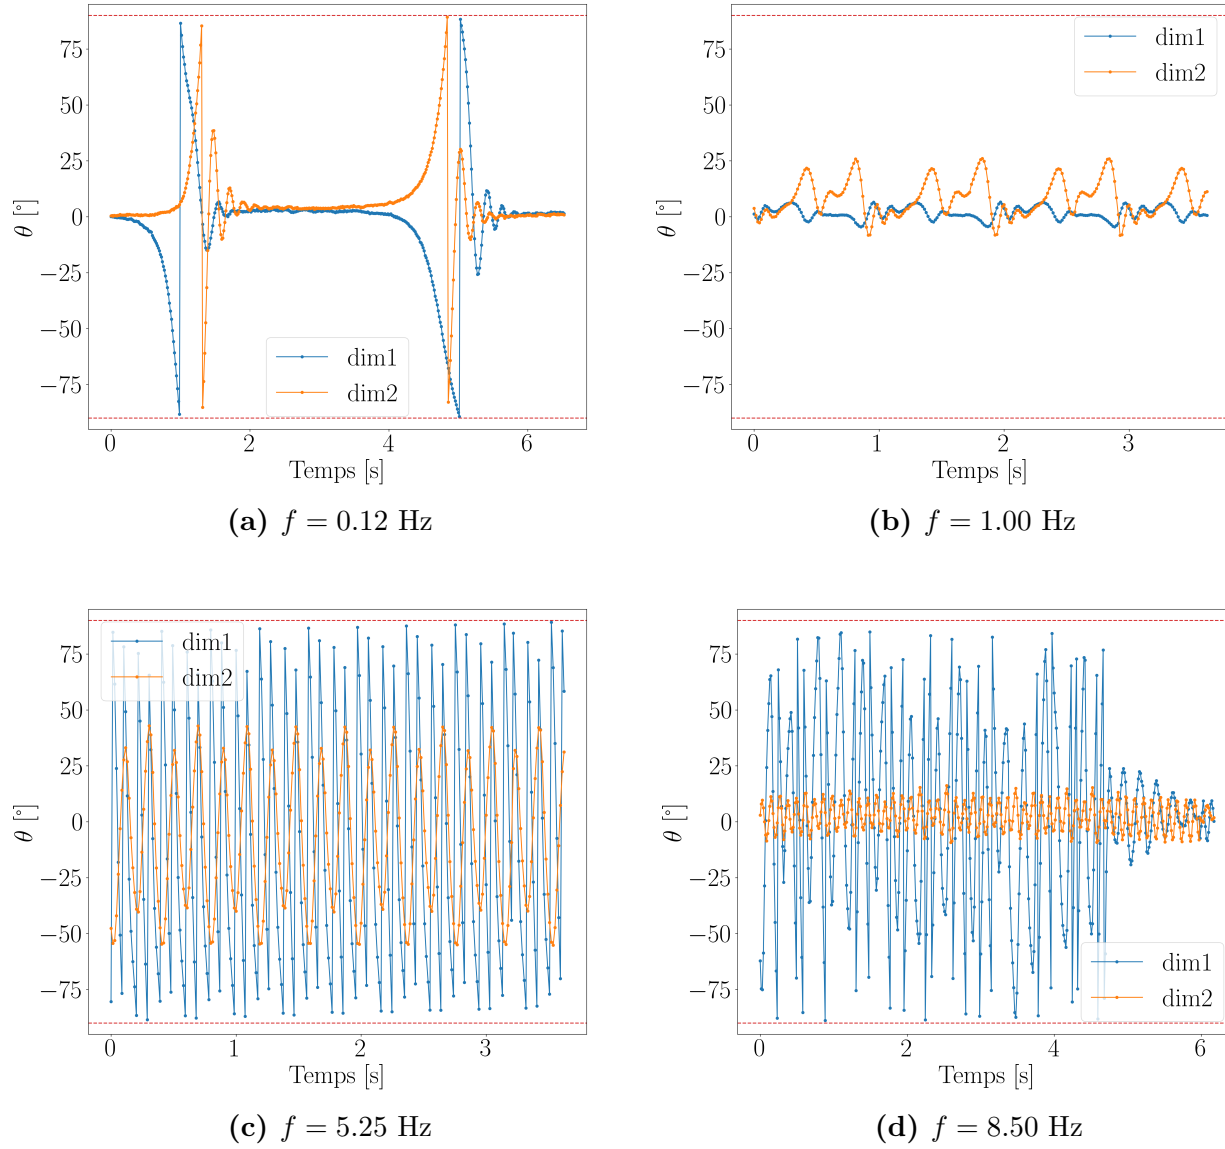 75
50
25
0
−25
−50
−75
θ [°]
dim1
dim2
0 2 4 6
Temps [s]
(a) f = 0.12 Hz
75
50
25
0
−25
−50
−75
θ [°]
dim1
dim2
0 1 2 3
Temps [s]
(b) f = 1.00 Hz
75
50
25
0
−25
−50
−75
θ [°]
dim1
dim2
0 1 2 3
Temps [s]
(c) f = 5.25 Hz
75
50
25
0
−25
−50
−75
θ [°]
dim1
dim2
0 2 4 6
Temps [s]
(d) f = 8.50 Hz